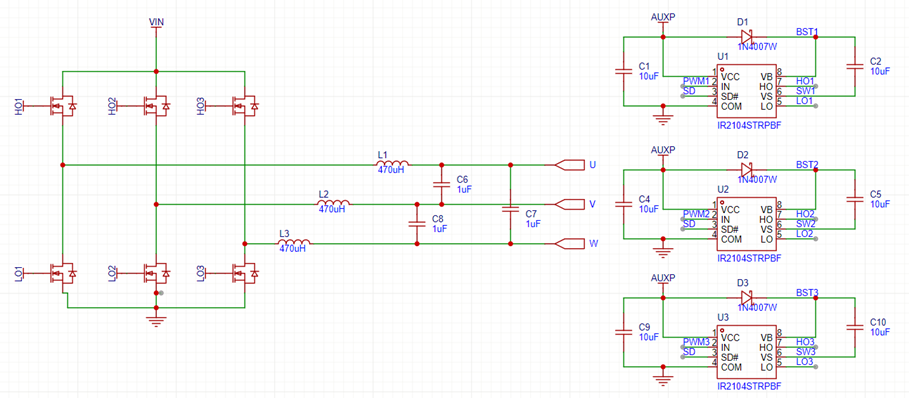 VIN
HO1
HO2
HO3
L1
470uH
U
C6
1uF
L2
470uH
V
C8
1uF
C7
1uF
L3
470uH
W
LO1
LO2
LO3
AUXP
D1
1N4007W
BST1
C1
10uF
U1
C2
10uF
1 VCC VB 8
PWM1 2 IN HO 7 HO1
SD 3 SD# VS 6 SW1
4 COM LO 5 LO1
IR2104STRPBF
AUXP
D2
1N4007W
BST2
C4
10uF
U2
C5
10uF
1 VCC VB 8
PWM2 2 IN HO 7 HO2
SD 3 SD# VS 6 SW2
4 COM LO 5 LO2
IR2104STRPBF
AUXP
D3
1N4007W
BST3
C9
10uF
U3
C10
10uF
1 VCC VB 8
PWM3 2 IN HO 7 HO3
SD 3 SD# VS 6 SW3
4 COM LO 5 LO3
IR2104STRPBF